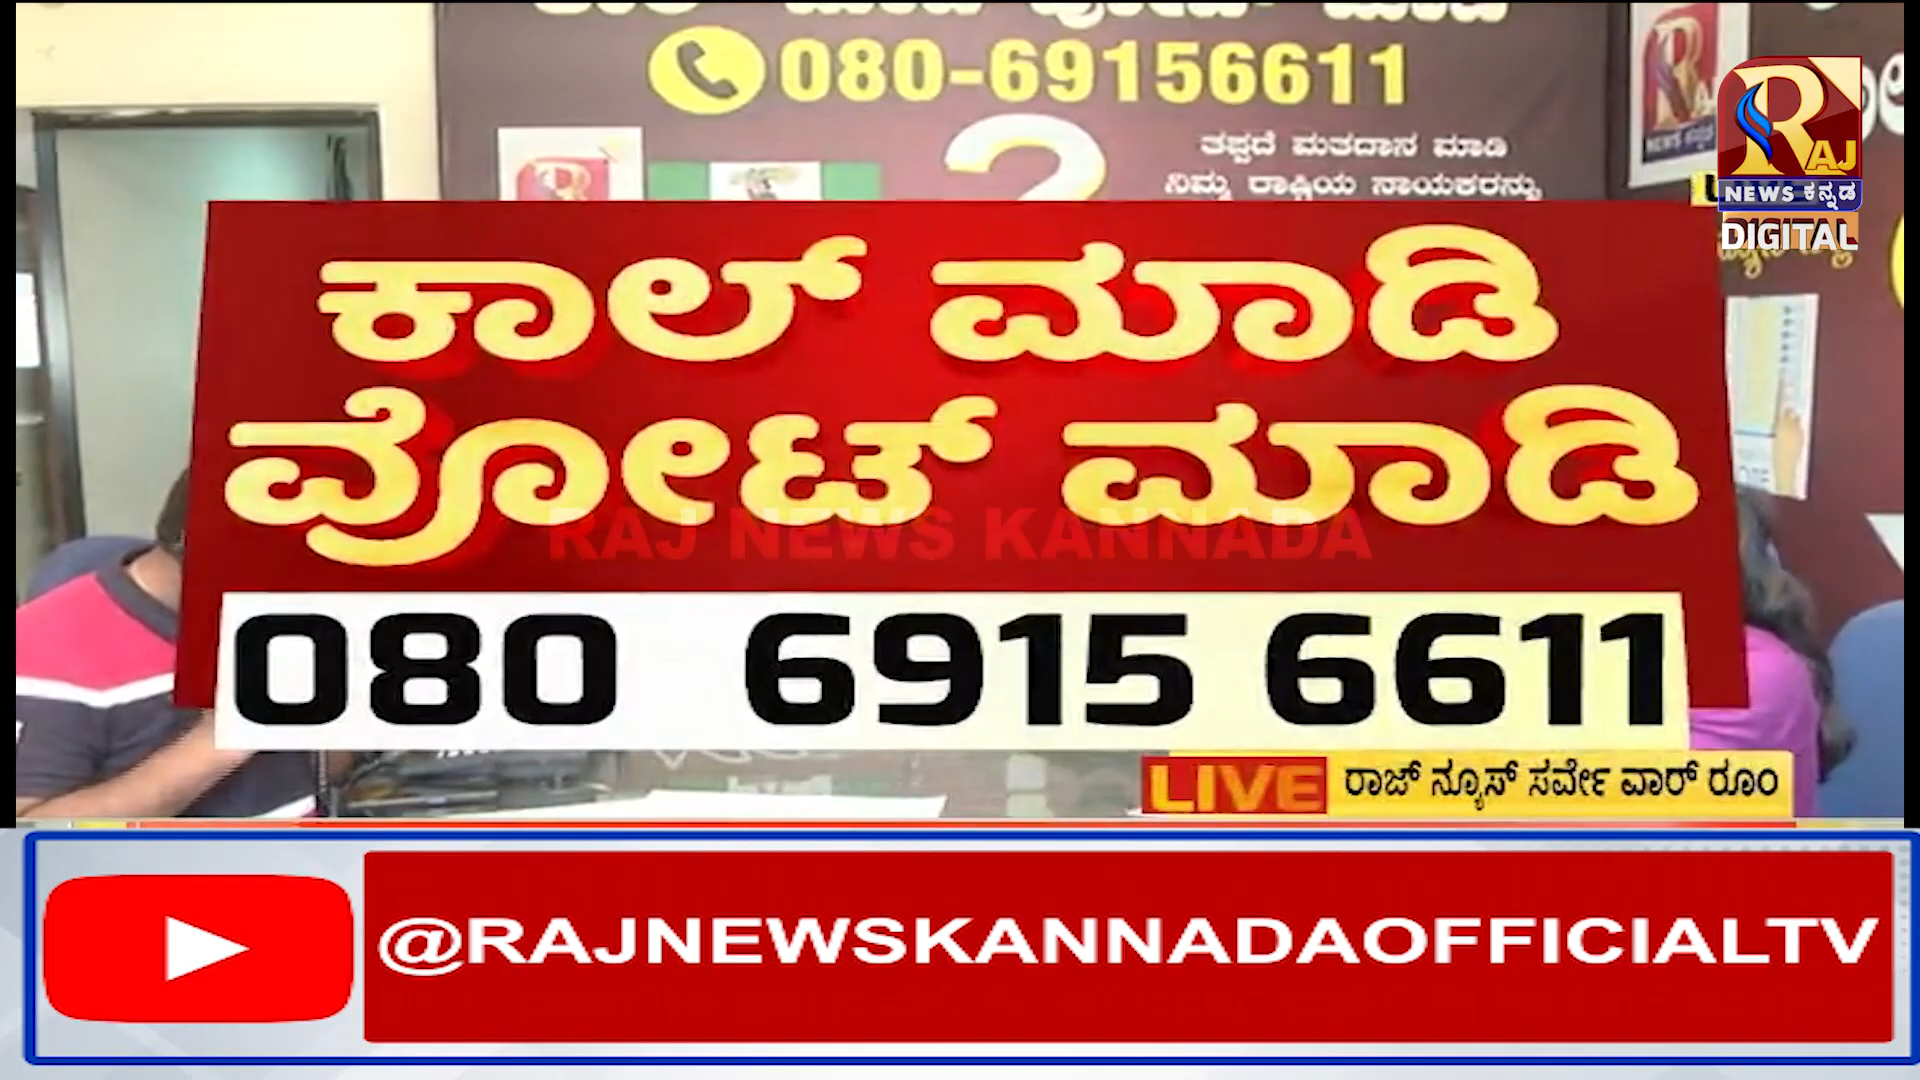 080-69156611
ತಪ್ಪದೆ ಮತದಾನ ಮಾಡಿ
ನಿಮ್ಮ ರಾಷ್ಟ್ರೀಯ ನಾಯಕರನ್ನು
RAJ
NEWS ಕನ್ನಡ
DIGITAL
ಕಾಲ್ ಮಾಡಿ
ವೋಟ್ ಮಾಡಿ
RAJ NEWS KANNADA
080 6915 6611
LIVE ರಾಜ್ ನ್ಯೂಸ್ ಸರ್ವೇ ವಾರ್ ರೂಂ
@RAJNEWSKANNADAOFFICIALTV